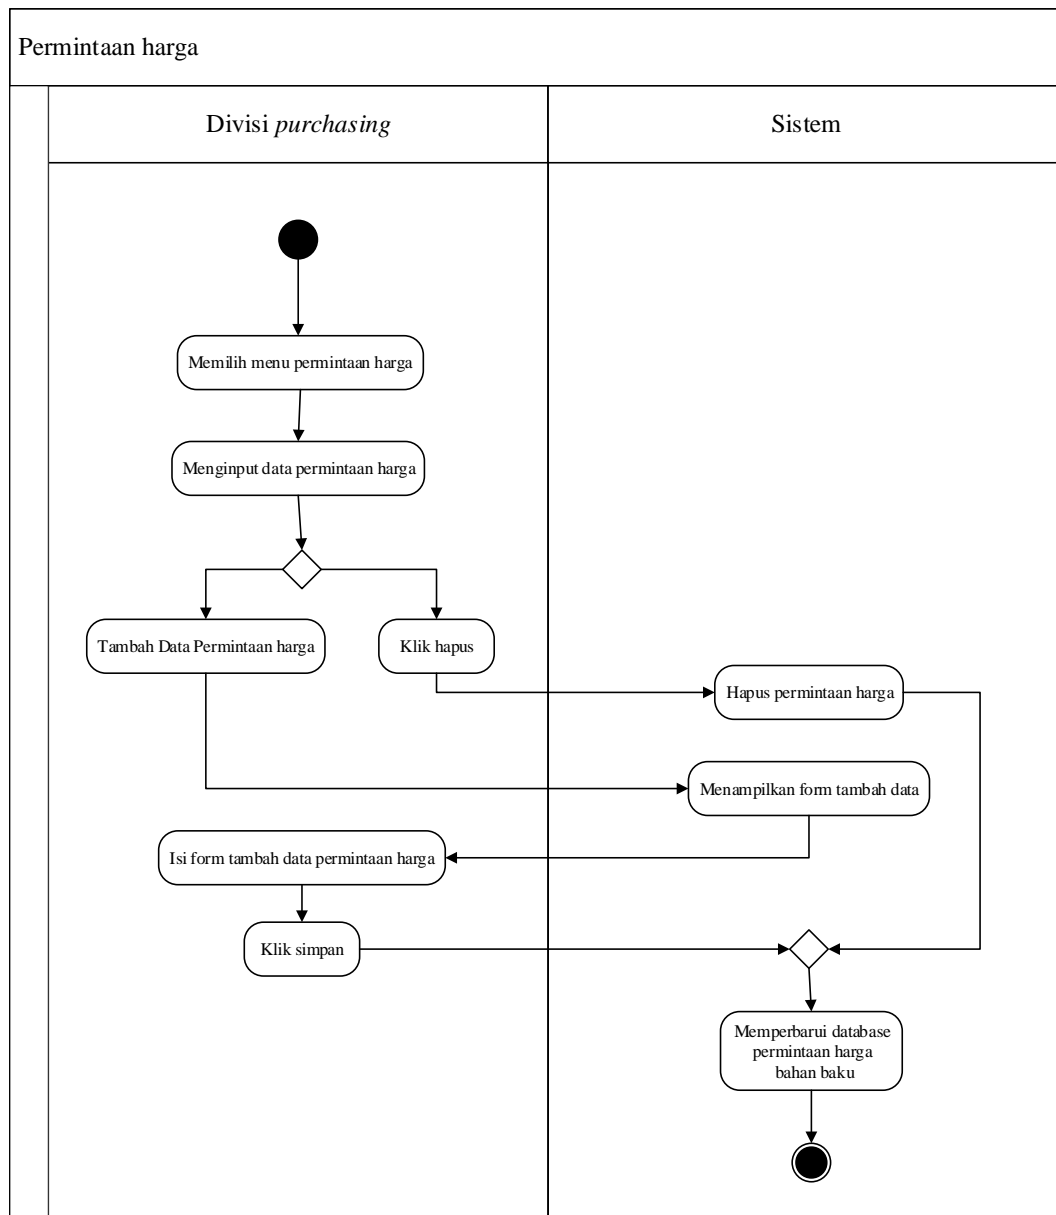 Permintaan harga
Divisi purchasing
Sistem
Memilih menu permintaan harga
Menginput data permintaan harga
Tambah Data Permintaan harga
Klik hapus
Hapus permintaan harga
Menampilkan form tambah data
Isi form tambah data permintaan harga
Klik simpan
Memperbarui database
permintaan harga
bahan baku